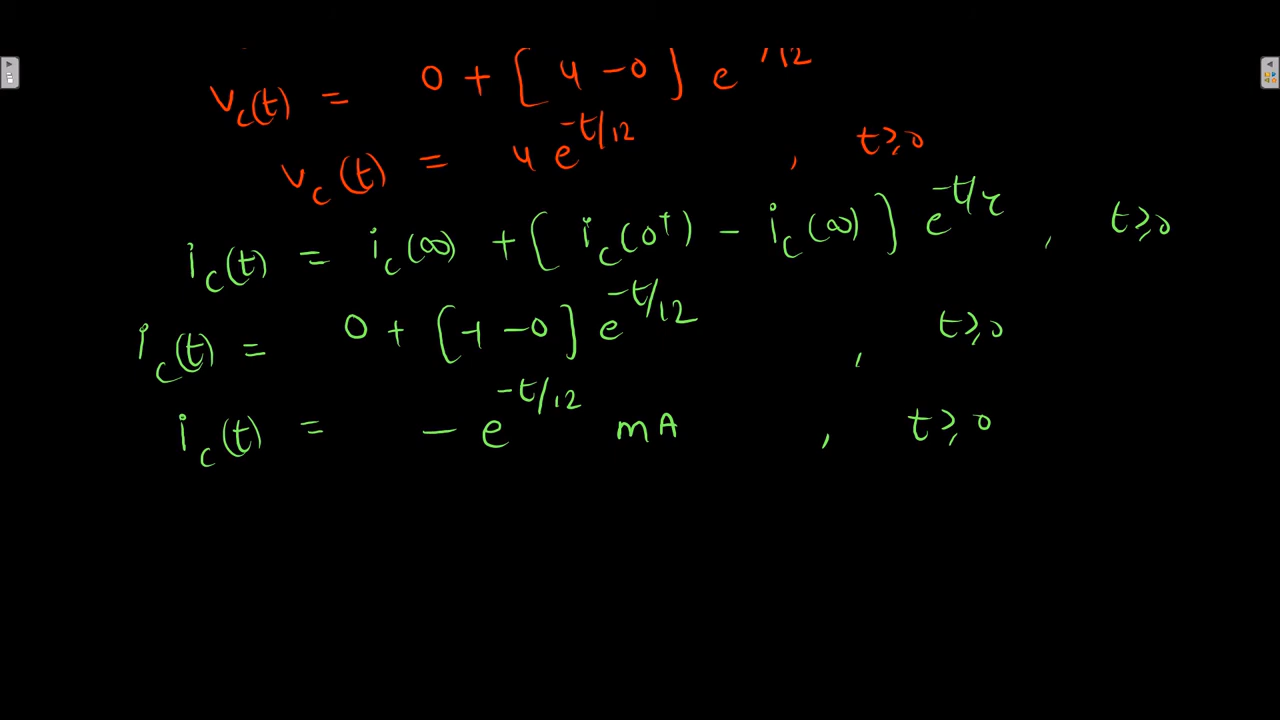 v_c(t) = 0 + [4 - 0] e^{-t/12}
v_c(t) = 4 e^{-t/12} , t≥0
i_c(t) = i_c(∞) + [i_c(0⁺) - i_c(∞)] e^{-t/τ} , t≥0
i_c(t) = 0 + [-1 - 0] e^{-t/12} , t≥0
i_c(t) = - e^{-t/12} mA , t≥0